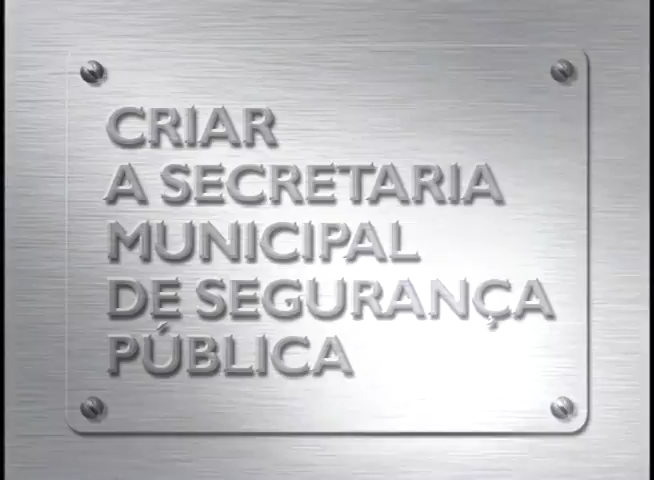 CRIAR
A SECRETARIA
MUNICIPAL
DE SEGURANÇA
PÚBLICA